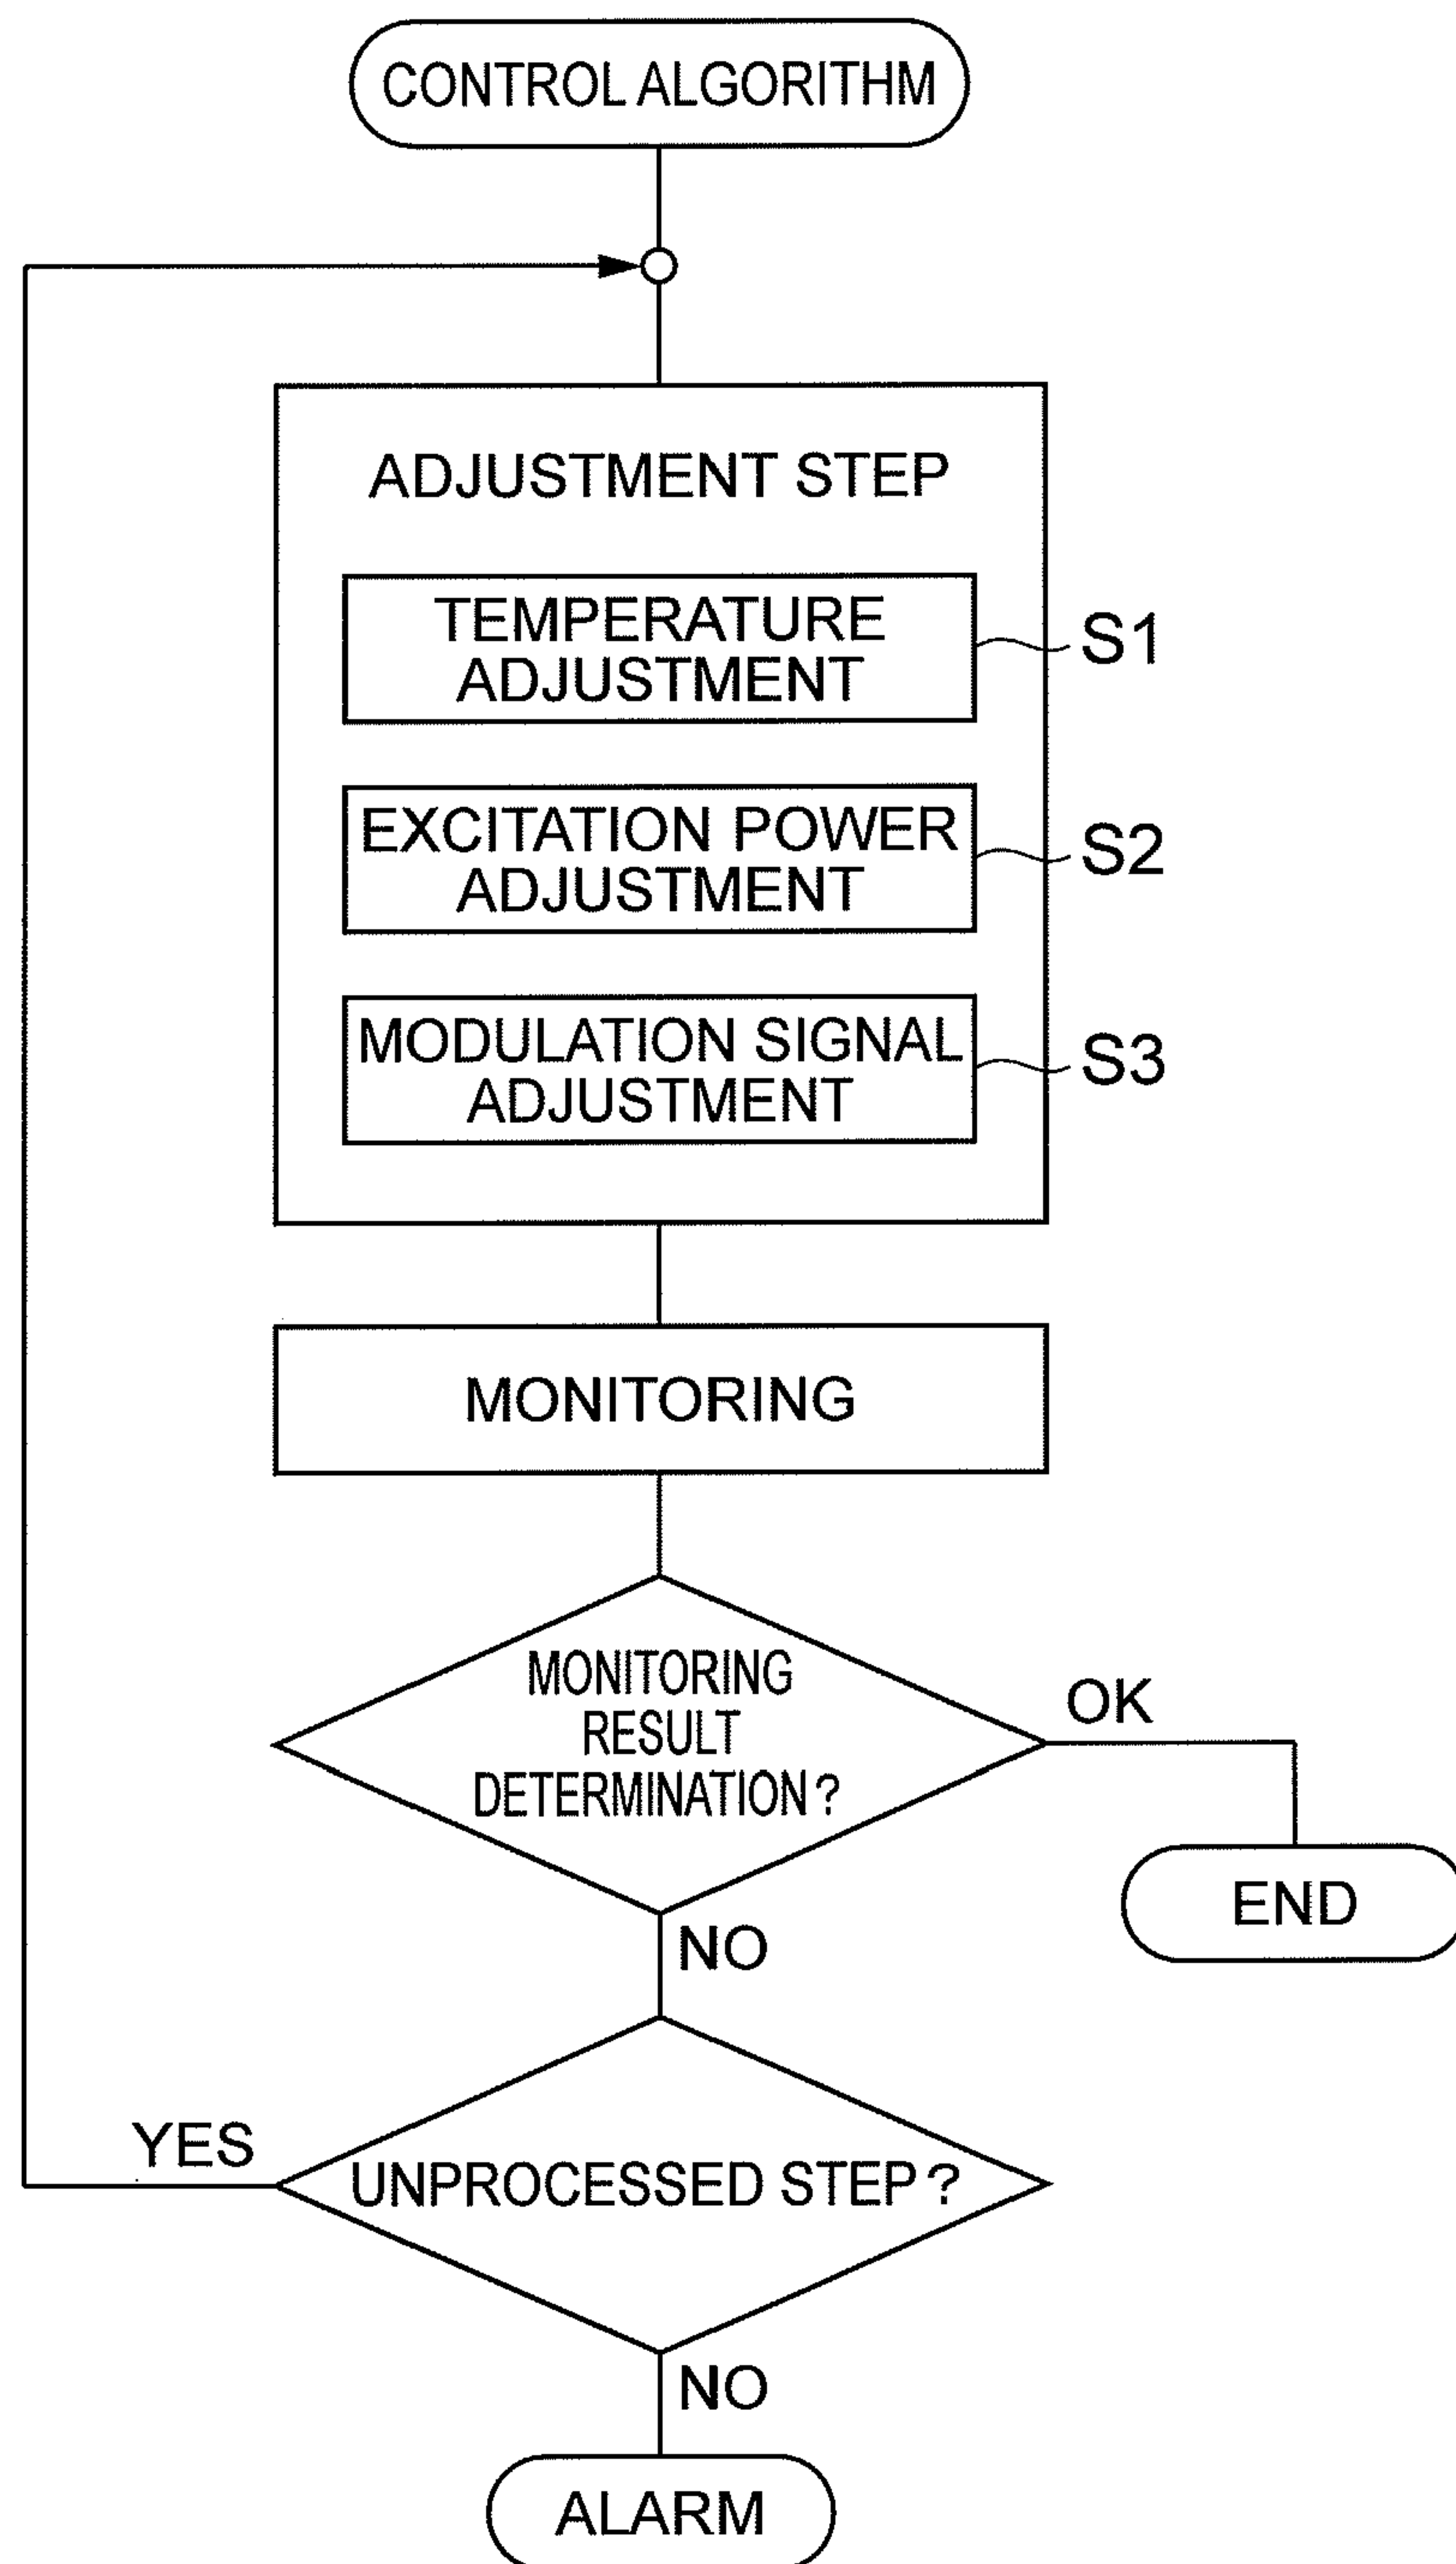 CONTROL ALGORITHM
ADJUSTMENT STEP
TEMPERATURE
ADJUSTMENT
S1
EXCITATION POWER
ADJUSTMENT
S2
MODULATION SIGNAL
ADJUSTMENT
S3
MONITORING
MONITORING
RESULT
DETERMINATION?
OK
END
NO
YES
UNPROCESSED STEP?
NO
ALARM